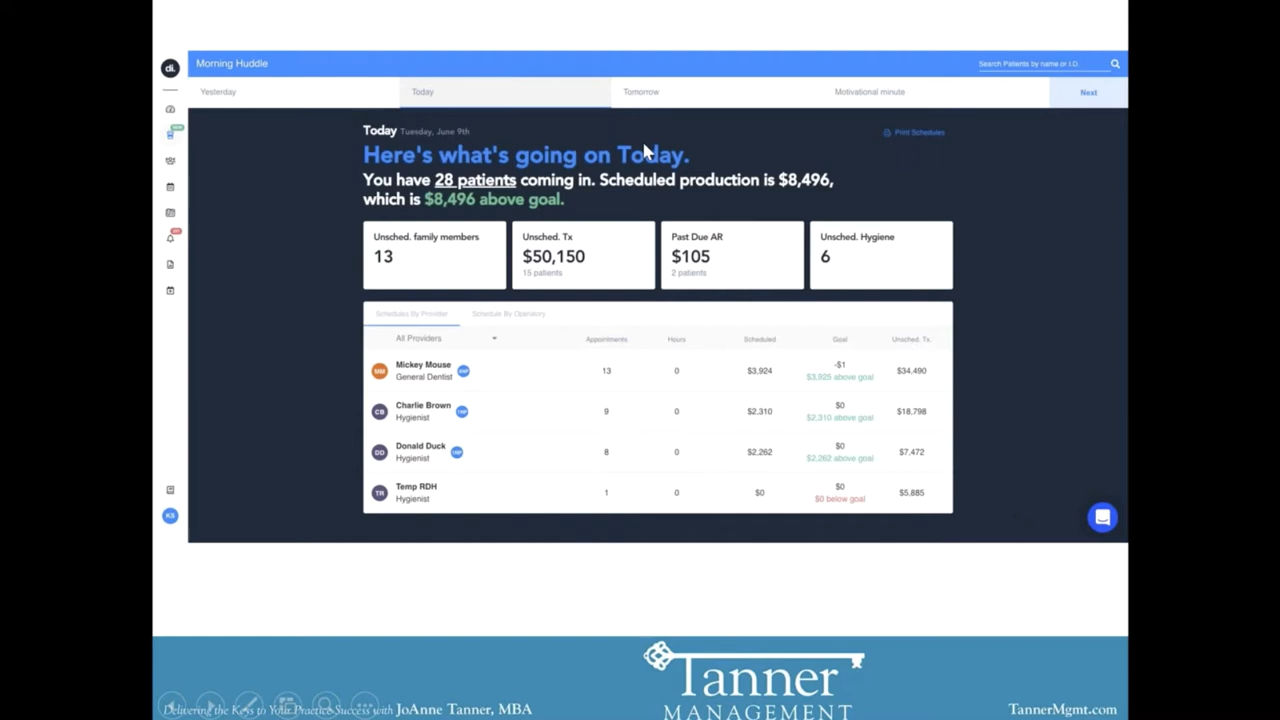 di.
Morning Huddle
Search Patients by name or I.D.
Yesterday
Today
Tomorrow
Motivational minute
Next
Today Tuesday, June 9th
Print Schedules
Here's what's going on Today.
You have 28 patients coming in. Scheduled production is $8,496,
which is $8,496 above goal.
Unsched. family members
13
Unsched. Tx
$50,150
15 patients
Past Due AR
$105
2 patients
Unsched. Hygiene
6
Schedules By Provider
Schedule By Operatory
All Providers Appointments Hours Scheduled Goal Unsched. Tx.
MM Mickey Mouse
General Dentist
13 0 $3,924 -$1
$3,925 above goal
$34,490
CB Charlie Brown
Hygienist
9 0 $2,310 $0
$2,310 above goal
$18,798
DD Donald Duck
Hygienist
8 0 $2,262 $0
$2,262 above goal
$7,472
TR Temp RDH
Hygienist
1 0 $0 $0
$0 below goal
$5,885
KS
Delivering the Keys to Your Practice Success with JoAnne Tanner, MBA
Tanner
MANAGEMENT
TannerMgmt.com